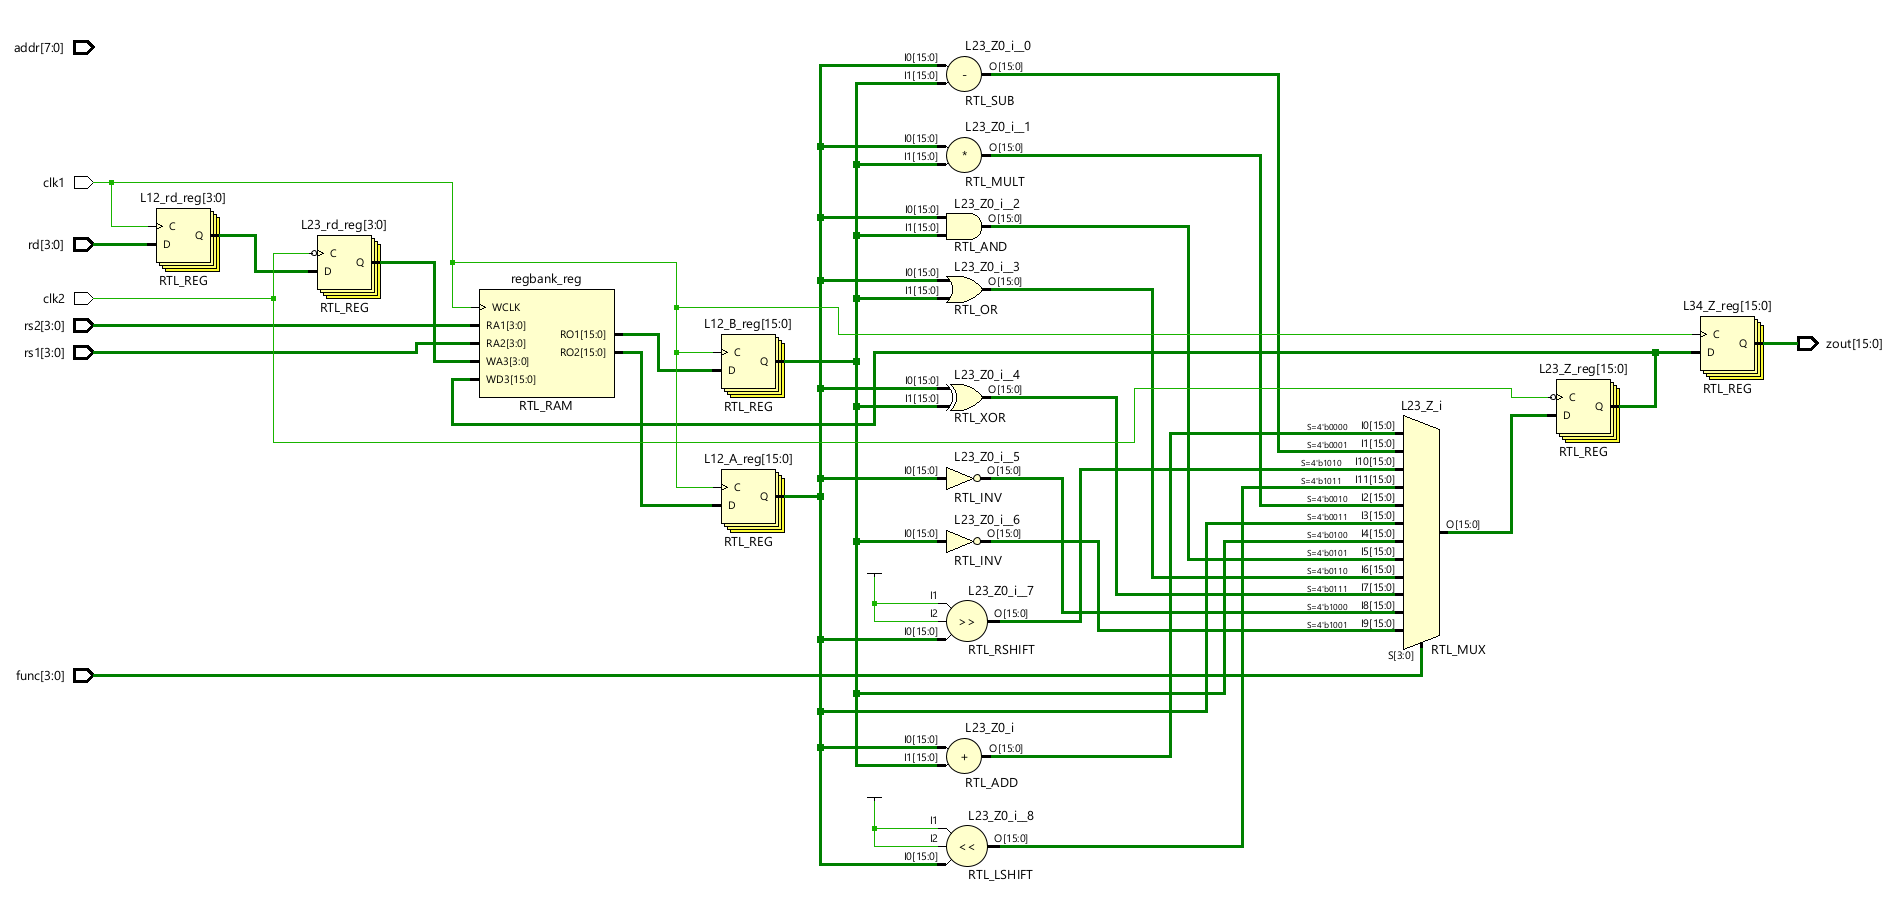 addr[7:0]
clk1
rd[3:0]
clk2
rs2[3:0]
rs1[3:0]
func[3:0]
L12_rd_reg[3:0]
C
D
Q
RTL_REG
L23_rd_reg[3:0]
C
D
Q
RTL_REG
regbank_reg
WCLK
RA1[3:0]
RA2[3:0]
WA3[3:0]
WD3[15:0]
RO1[15:0]
RO2[15:0]
RTL_RAM
L12_B_reg[15:0]
C
D
Q
RTL_REG
L12_A_reg[15:0]
C
D
Q
RTL_REG
L23_Z0_i__0
I0[15:0]
I1[15:0]
-
O[15:0]
RTL_SUB
L23_Z0_i__1
I0[15:0]
I1[15:0]
*
O[15:0]
RTL_MULT
L23_Z0_i__2
I0[15:0]
I1[15:0]
O[15:0]
RTL_AND
L23_Z0_i__3
I0[15:0]
I1[15:0]
O[15:0]
RTL_OR
L23_Z0_i__4
I0[15:0]
I1[15:0]
O[15:0]
RTL_XOR
L23_Z0_i__5
I0[15:0]
O[15:0]
RTL_INV
L23_Z0_i__6
I0[15:0]
O[15:0]
RTL_INV
L23_Z0_i__7
I1
I2
I0[15:0]
>>
O[15:0]
RTL_RSHIFT
L23_Z0_i
I0[15:0]
I1[15:0]
+
O[15:0]
RTL_ADD
L23_Z0_i__8
I1
I2
I0[15:0]
<<
O[15:0]
RTL_LSHIFT
L23_Z_i
S=4'b0000 I0[15:0]
S=4'b0001 I1[15:0]
S=4'b1010 I10[15:0]
S=4'b1011 I11[15:0]
S=4'b0010 I2[15:0]
S=4'b0011 I3[15:0]
S=4'b0100 I4[15:0]
S=4'b0101 I5[15:0]
S=4'b0110 I6[15:0]
S=4'b0111 I7[15:0]
S=4'b1000 I8[15:0]
S=4'b1001 I9[15:0]
S[3:0]
O[15:0]
RTL_MUX
L23_Z_reg[15:0]
C
D
Q
RTL_REG
L34_Z_reg[15:0]
C
D
Q
RTL_REG
zout[15:0]